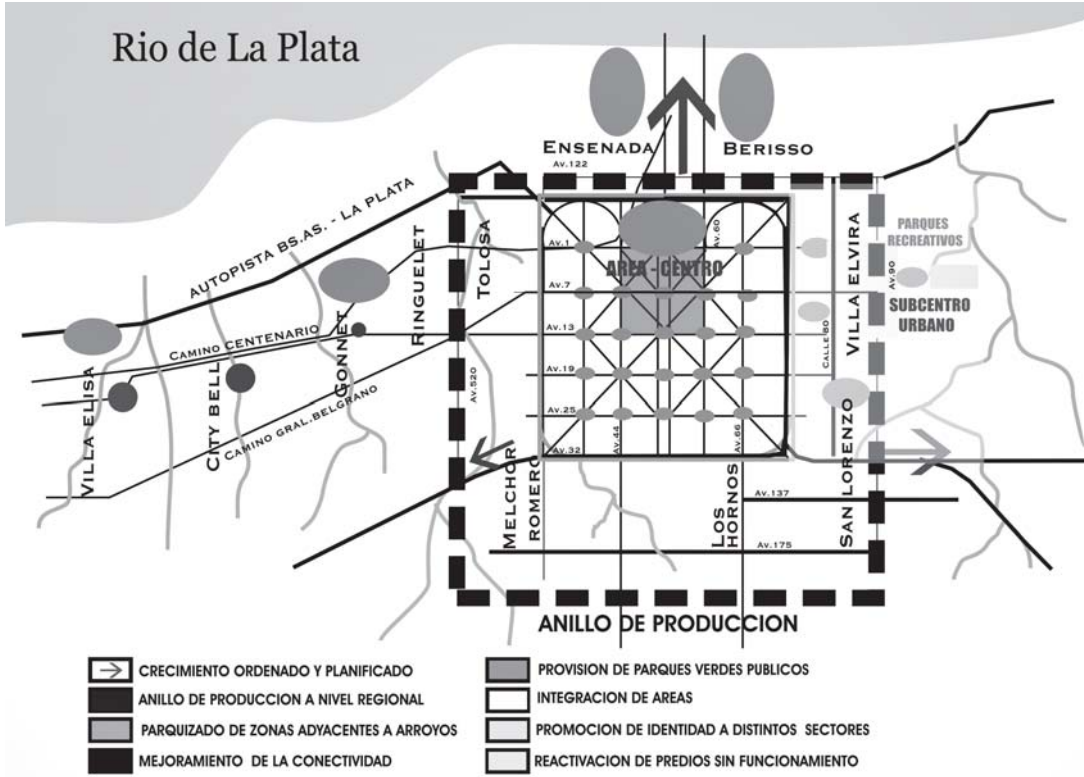 Rio de La Plata
ENSENADA
BERISSO
AV.122
AUTOPISTA BS.AS. - LA PLATA
RINGUELET
TOLOSA
AV.1
AV.60
AREA - CENTRO
VILLA ELVIRA
AV.90
PARQUES
RECREATIVOS
SUBCENTRO
URBANO
AV.7
CAMINO CENTENARIO
GONNET
AV.13
CALLE 80
VILLA ELISA
CITY BELL
CAMINO GRAL.BELGRANO
AV.520
AV.19
AV.25
AV.32
AV.44
AV.66
MELCHOR
ROMERO
LOS
HORNOS
SAN LORENZO
AV.137
AV.175
ANILLO DE PRODUCCION
CRECIMIENTO ORDENADO Y PLANIFICADO
ANILLO DE PRODUCCION A NIVEL REGIONAL
PARQUIZADO DE ZONAS ADYACENTES A ARROYOS
MEJORAMIENTO DE LA CONECTIVIDAD
PROVISION DE PARQUES VERDES PUBLICOS
INTEGRACION DE AREAS
PROMOCION DE IDENTIDAD A DISTINTOS SECTORES
REACTIVACION DE PREDIOS SIN FUNCIONAMIENTO